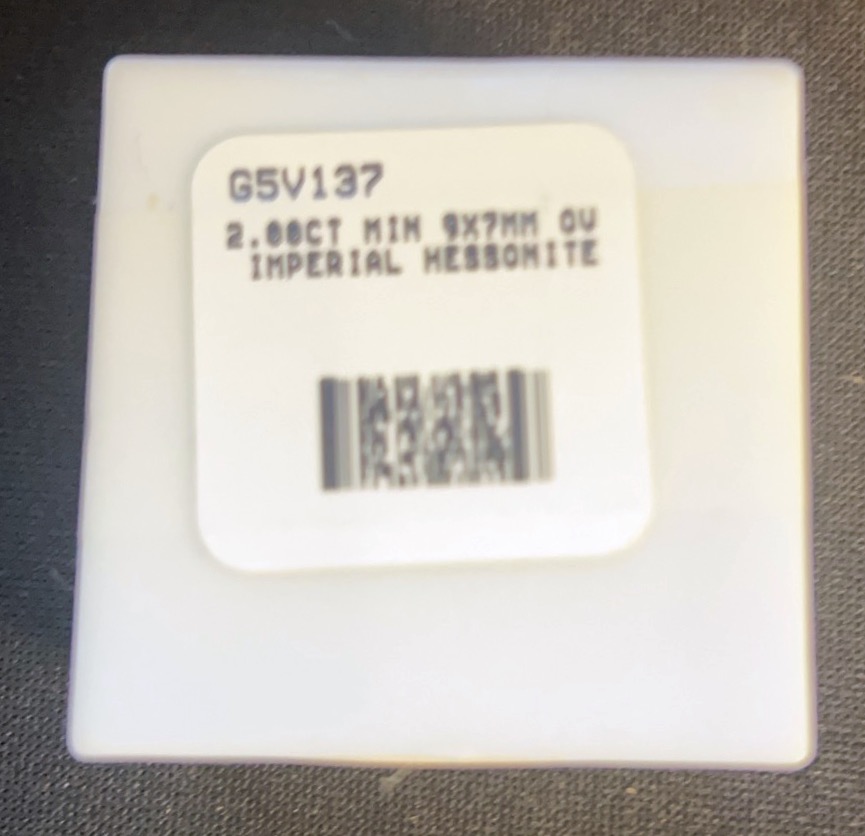 G5V137
2.00CT MIN 9X7MM OV
IMPERIAL HESSONITE